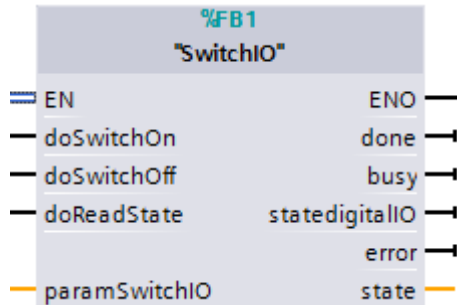 %FB1
"SwitchIO"
EN ENO
doSwitchOn done
doSwitchOff busy
doReadState statedigitalIO
error
paramSwitchIO state